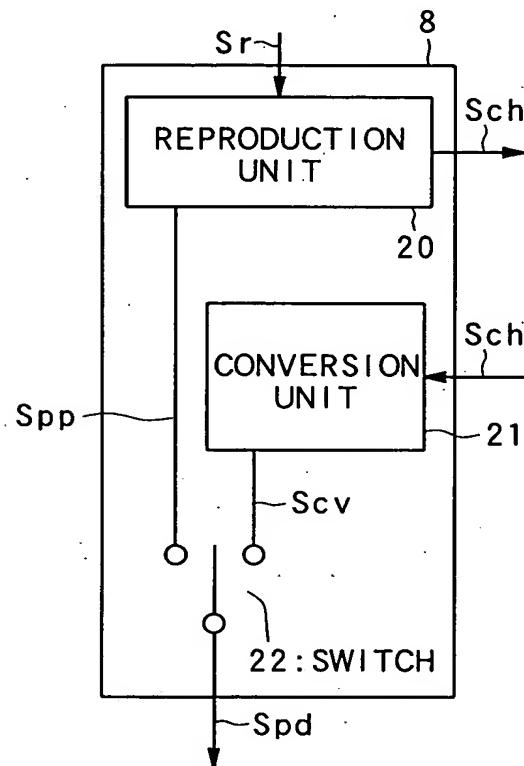 Sr
8
REPRODUCTION
UNIT
Sch
20
CONVERSION
UNIT
Sch
21
Spp
Scv
22:SWITCH
Spd